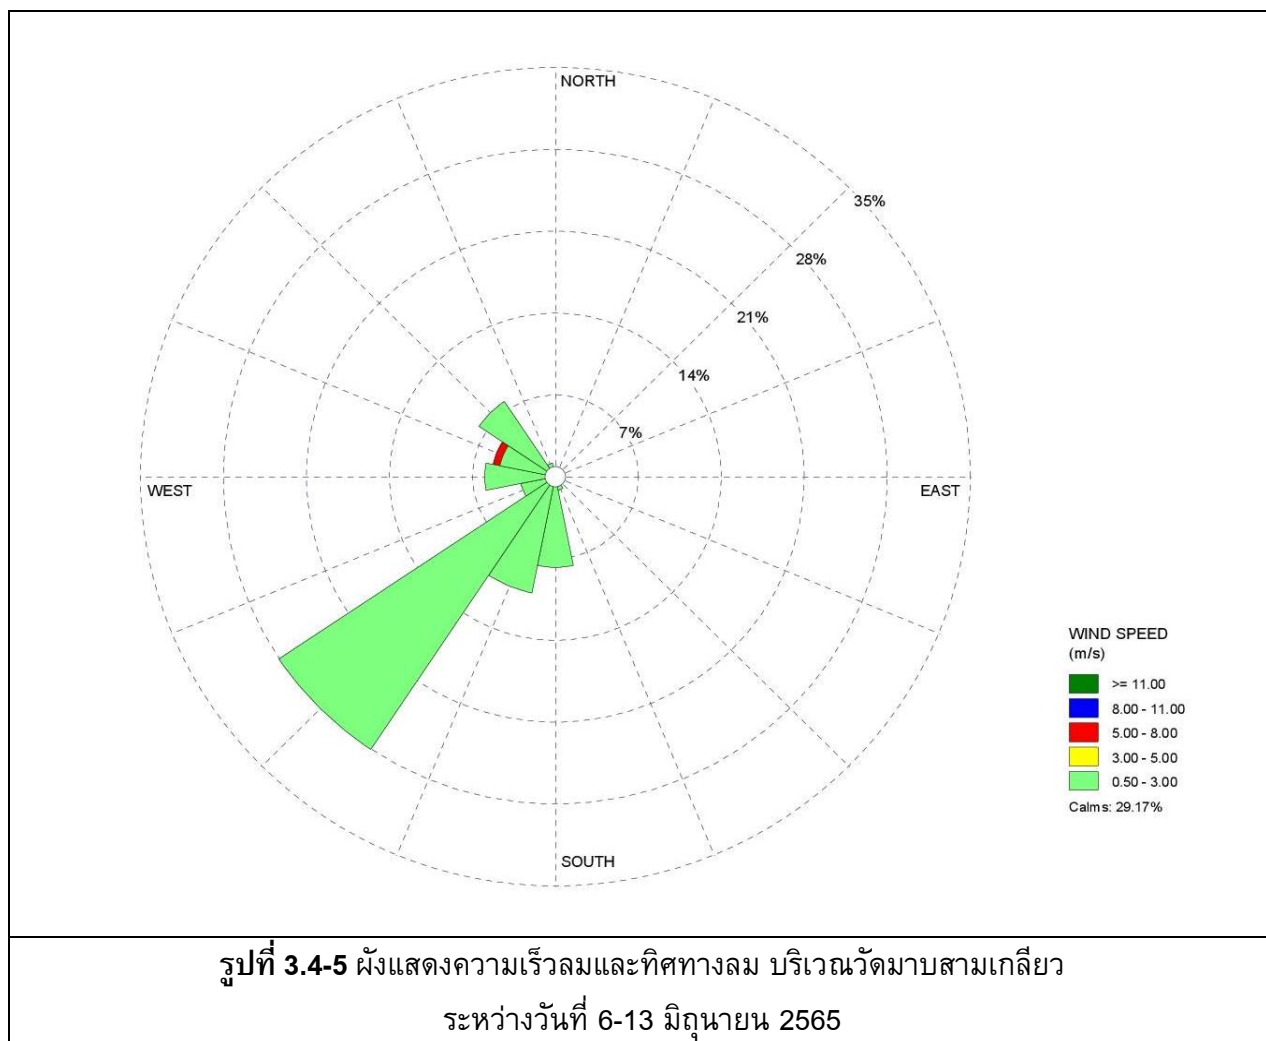 NORTH
35%
28%
21%
14%
7%
WEST
EAST
SOUTH
WIND SPEED
(m/s)
>= 11.00
8.00 - 11.00
5.00 - 8.00
3.00 - 5.00
0.50 - 3.00
Calms: 29.17%
รูปที่ 3.4-5 ผังแสดงความเร็วลมและทิศทางลม บริเวณวัดมาบสามเกลียว
ระหว่างวันที่ 6-13 มิถุนายน 2565